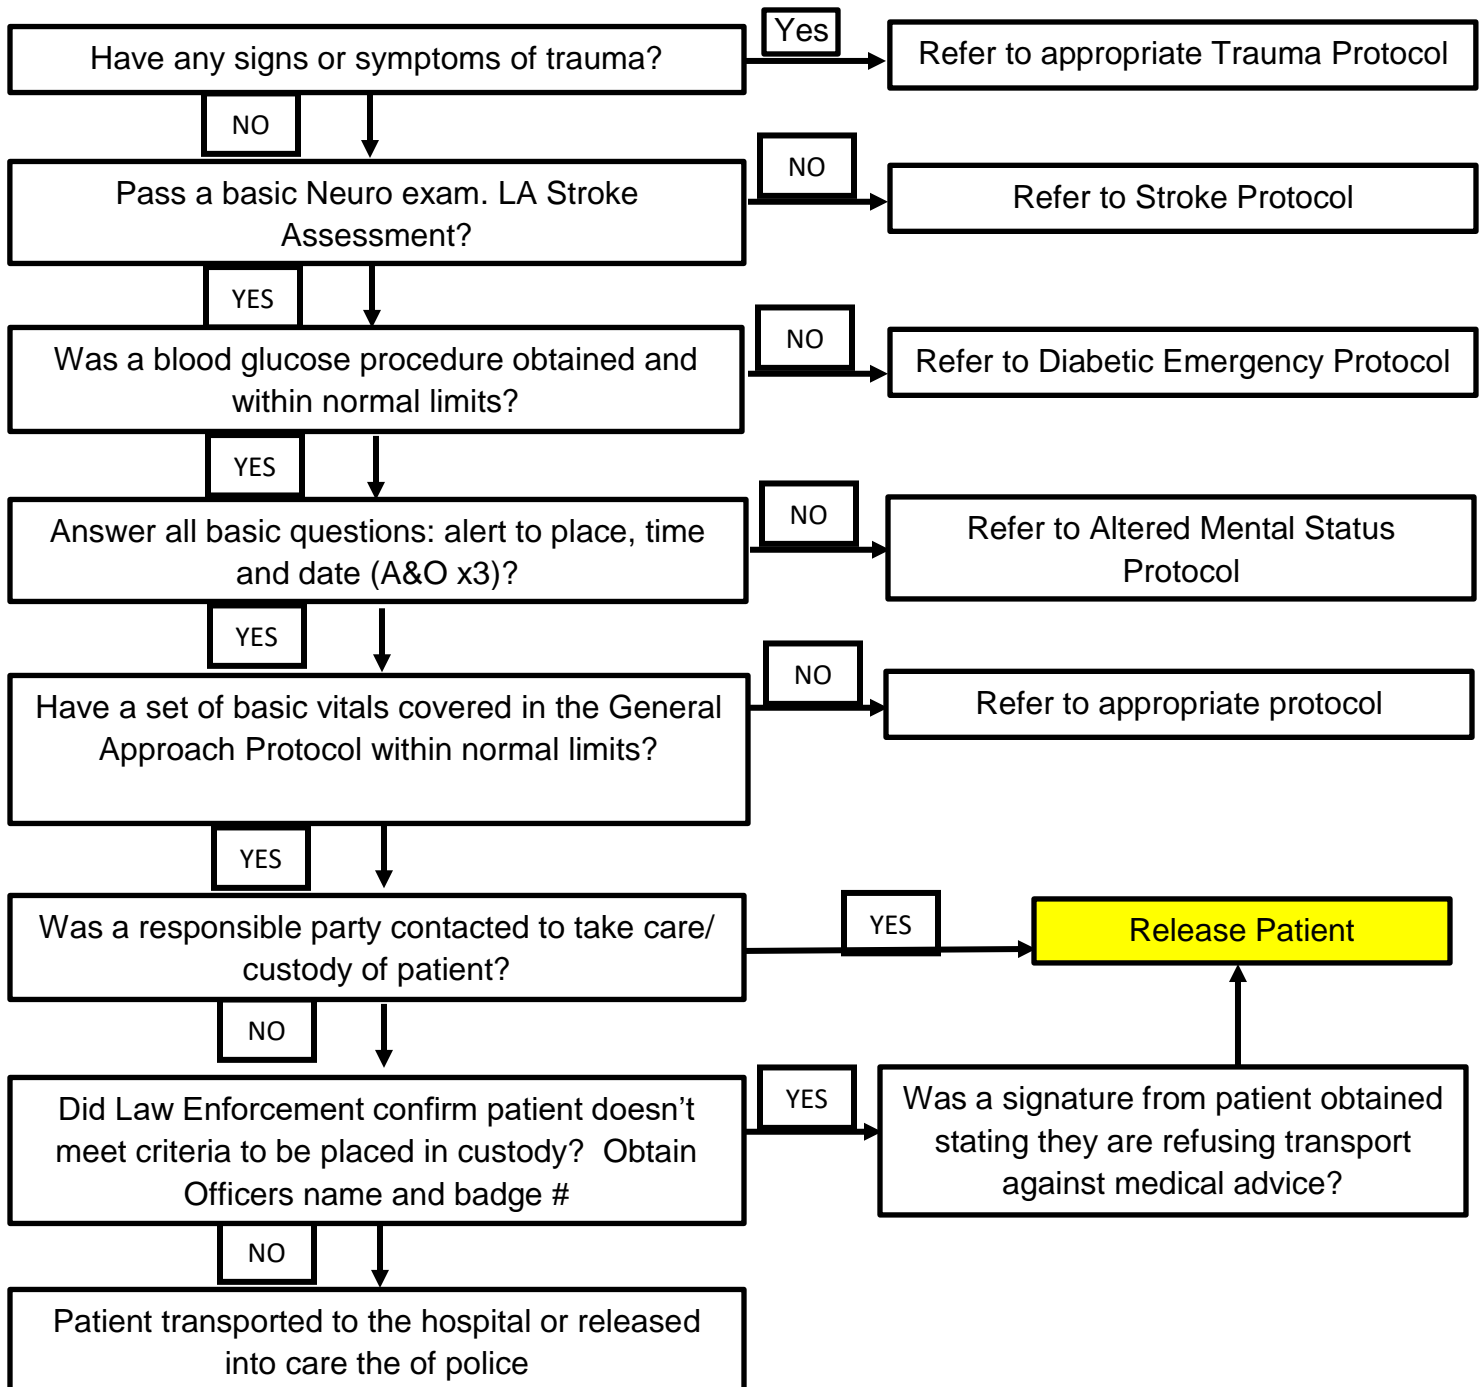 Yes
Have any signs or symptoms of trauma?
Refer to appropriate Trauma Protocol
NO
NO
Pass a basic Neuro exam. LA Stroke
Assessment?
Refer to Stroke Protocol
YES
NO
Was a blood glucose procedure obtained and
within normal limits?
Refer to Diabetic Emergency Protocol
YES
NO
Answer all basic questions: alert to place, time
and date (A&O x3)?
Refer to Altered Mental Status
Protocol
YES
NO
Have a set of basic vitals covered in the General
Approach Protocol within normal limits?
Refer to appropriate protocol
YES
Was a responsible party contacted to take care/
custody of patient?
YES
Release Patient
NO
Did Law Enforcement confirm patient doesn't
meet criteria to be placed in custody?  Obtain
Officers name and badge #
YES
Was a signature from patient obtained
stating they are refusing transport
against medical advice?
NO
Patient transported to the hospital or released
into care the of police